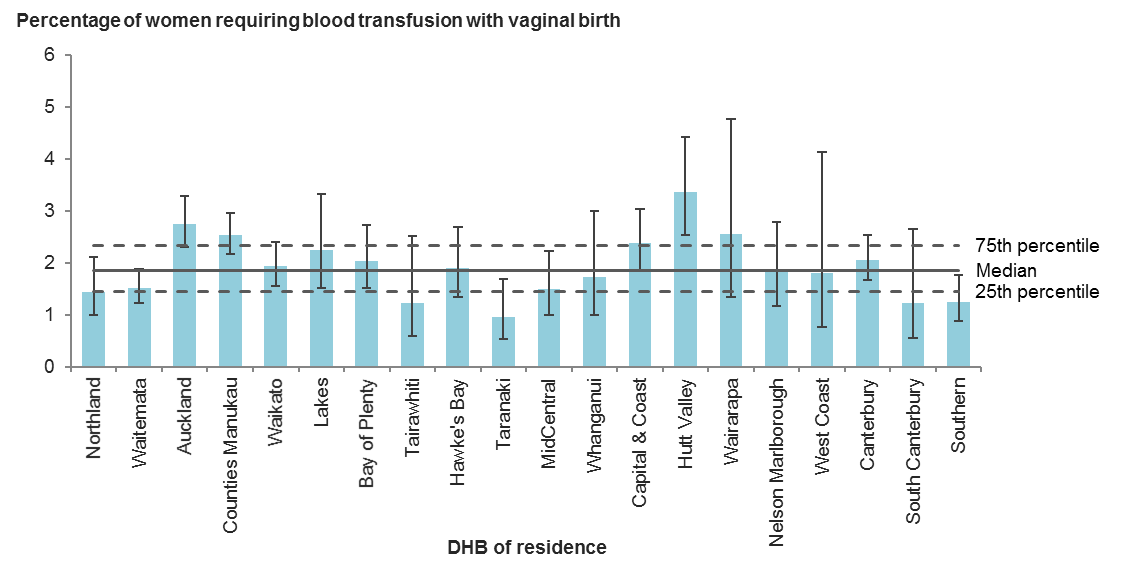 Percentage of women requiring blood transfusion with vaginal birth
6
5
4
3
2
1
0
75th percentile
Median
25th percentile
Northland
Waitemata
Auckland
Counties Manukau
Waikato
Lakes
Bay of Plenty
Tairawhiti
Hawke's Bay
Taranaki
MidCentral
Whanganui
Capital & Coast
Hutt Valley
Wairarapa
Nelson Marlborough
West Coast
Canterbury
South Canterbury
Southern
DHB of residence